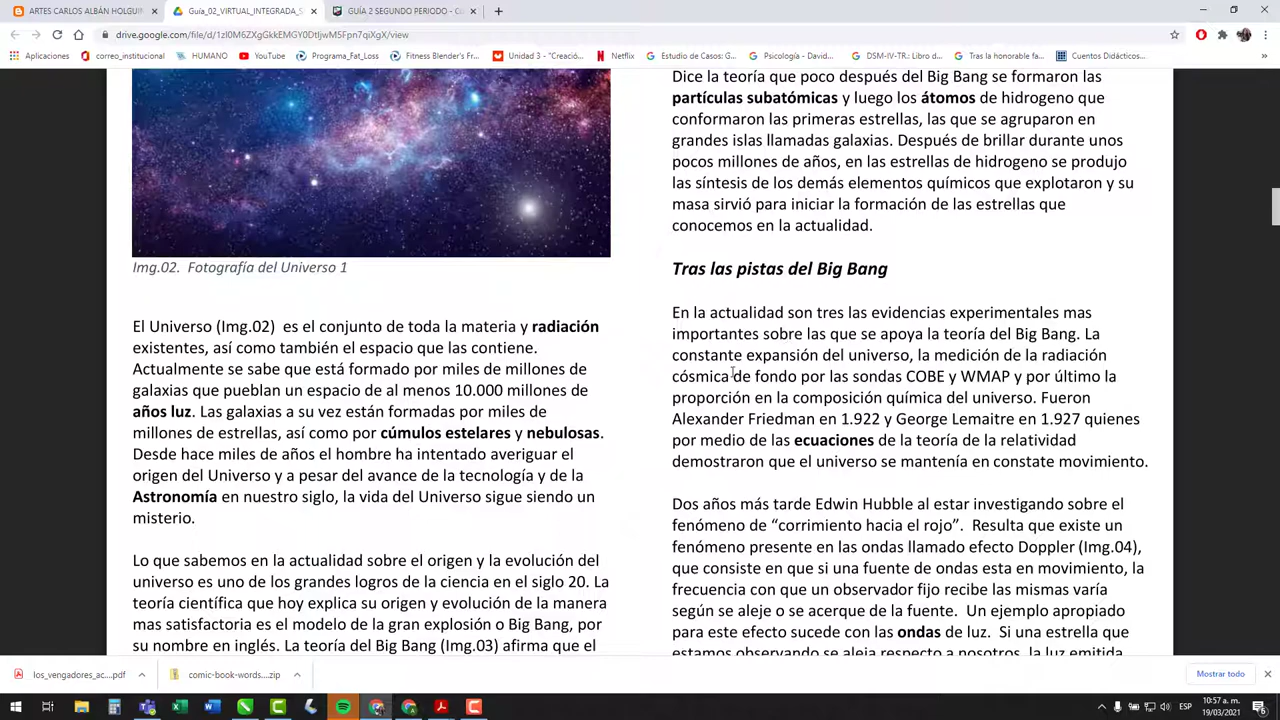 ARTES CARLOS ALBÁN HOLGUIN
Guía_02_VIRTUAL_INTEGRADA_S
GUÍA 2 SEGUNDO PERIODO - C
drive.google.com/file/d/1zI0M6ZXgGkkEMGY0DtIjwM5Fpn7qiXgX/view
Aplicaciones
correo_institucional
HUMANO
YouTube
Programa_Fat_Loss
Fitness Blender's Fr...
Unidad 3 - "Creació...
Netflix
Estudio de Casos: G...
Psicología - David...
DSM-IV-TR.: Libro d...
Tras la honorable fa...
Cuentos Didácticos...
Img.02. Fotografía del Universo 1
El Universo (Img.02) es el conjunto de toda la materia y radiación
existentes, así como también el espacio que las contiene.
Actualmente se sabe que está formado por miles de millones de
galaxias que pueblan un espacio de al menos 10.000 millones de
años luz. Las galaxias a su vez están formadas por miles de
millones de estrellas, así como por cúmulos estelares y nebulosas.
Desde hace miles de años el hombre ha intentado averiguar el
origen del Universo y a pesar del avance de la tecnología y de la
Astronomía en nuestro siglo, la vida del Universo sigue siendo un
misterio.
Lo que sabemos en la actualidad sobre el origen y la evolución del
universo es uno de los grandes logros de la ciencia en el siglo 20. La
teoría científica que hoy explica su origen y evolución de la manera
mas satisfactoria es el modelo de la gran explosión o Big Bang, por
su nombre en inglés. La teoría del Big Bang (Img.03) afirma que el
Dice la teoría que poco después del Big Bang se formaron las
partículas subatómicas y luego los átomos de hidrogeno que
conformaron las primeras estrellas, las que se agruparon en
grandes islas llamadas galaxias. Después de brillar durante unos
pocos millones de años, en las estrellas de hidrogeno se produjo
las síntesis de los demás elementos químicos que explotaron y su
masa sirvió para iniciar la formación de las estrellas que
conocemos en la actualidad.
Tras las pistas del Big Bang
En la actualidad son tres las evidencias experimentales mas
importantes sobre las que se apoya la teoría del Big Bang. La
constante expansión del universo, la medición de la radiación
cósmica de fondo por las sondas COBE y WMAP y por último la
proporción en la composición química del universo. Fueron
Alexander Friedman en 1.922 y George Lemaitre en 1.927 quienes
por medio de las ecuaciones de la teoría de la relatividad
demostraron que el universo se mantenía en constate movimiento.
Dos años más tarde Edwin Hubble al estar investigando sobre el
fenómeno de “corrimiento hacia el rojo”. Resulta que existe un
fenómeno presente en las ondas llamado efecto Doppler (Img.04),
que consiste en que si una fuente de ondas esta en movimiento, la
frecuencia con que un observador fijo recibe las mismas varía
según se aleje o se acerque de la fuente. Un ejemplo apropiado
para este efecto sucede con las ondas de luz. Si una estrella que
estamos observando se aleja respecto a nosotros, la luz emitida
los_vengadores_ac....pdf
comic-book-words....zip
Mostrar todo
ESP
10:57 a. m.
19/03/2021